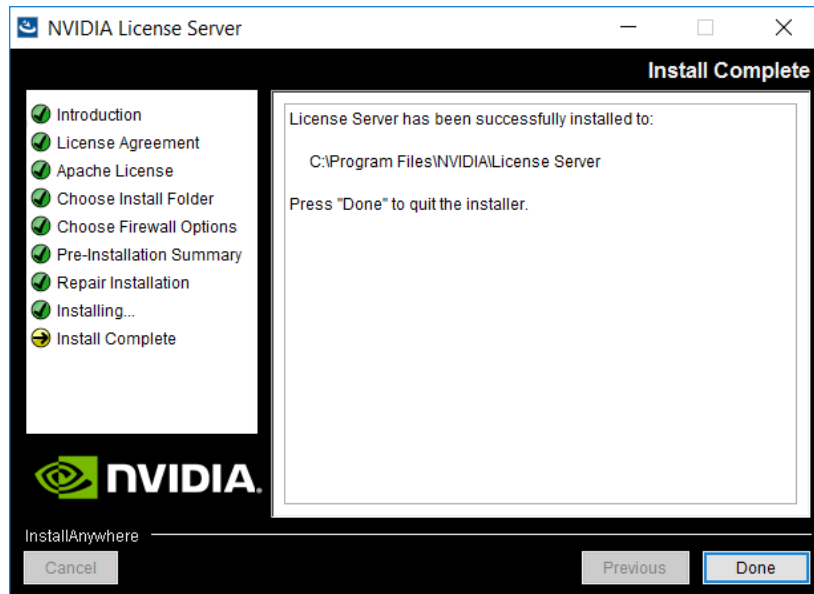 NVIDIA License Server
Install Complete
Introduction
License Agreement
Apache License
Choose Install Folder
Choose Firewall Options
Pre-Installation Summary
Repair Installation
Installing...
Install Complete
License Server has been successfully installed to:
C:\Program Files\NVIDIA\License Server
Press "Done" to quit the installer.
NVIDIA.
InstallAnywhere
Cancel
Previous
Done